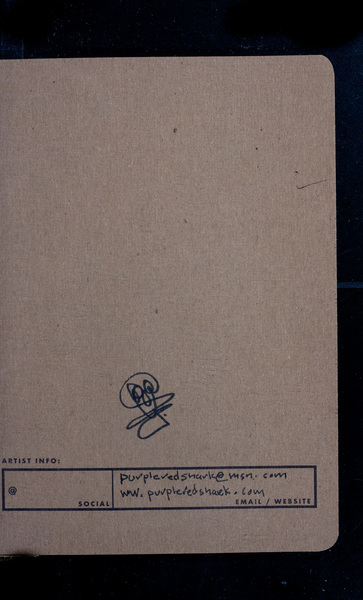 ARTIST INFO:
purpleredshark@msn.com
@
www.purpleredshark.com
SOCIAL
EMAIL / WEBSITE